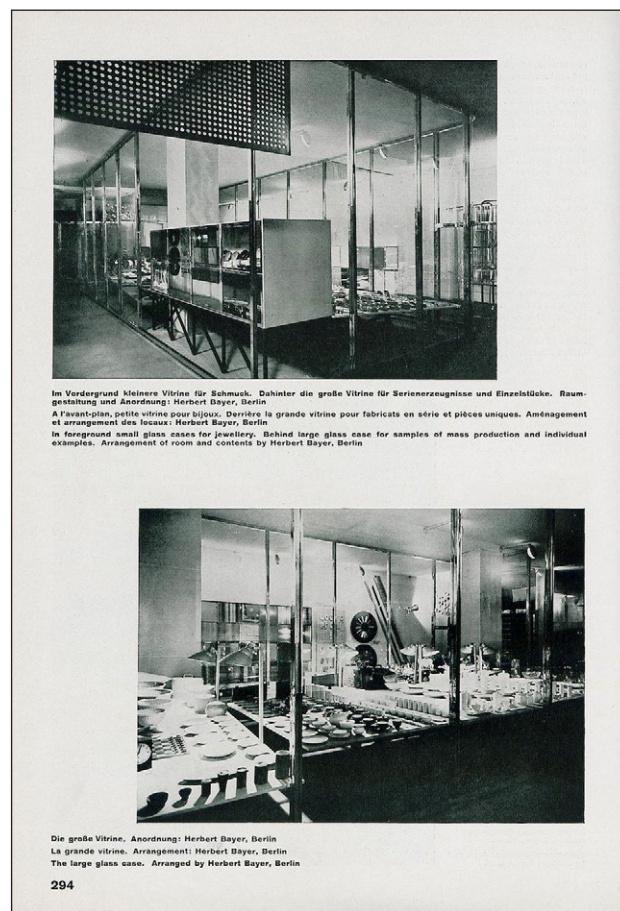 Im Vordergrund kleinere Vitrine für Schmuck. Dahinter die große Vitrine für Serienerzeugnisse und Einzelstücke. Raum-
gestaltung und Anordnung: Herbert Bayer, Berlin
A l'avant-plan, petite vitrine pour bijoux. Derrière la grande vitrine pour fabricats en série et pièces uniques. Aménagement
et arrangement des locaux: Herbert Bayer, Berlin
In foreground small glass cases for jewellery. Behind large glass case for samples of mass production and individual
examples. Arrangement of room and contents by Herbert Bayer, Berlin
Die große Vitrine. Anordnung: Herbert Bayer, Berlin
La grande vitrine. Arrangement: Herbert Bayer, Berlin
The large glass case. Arranged by Herbert Bayer, Berlin
294